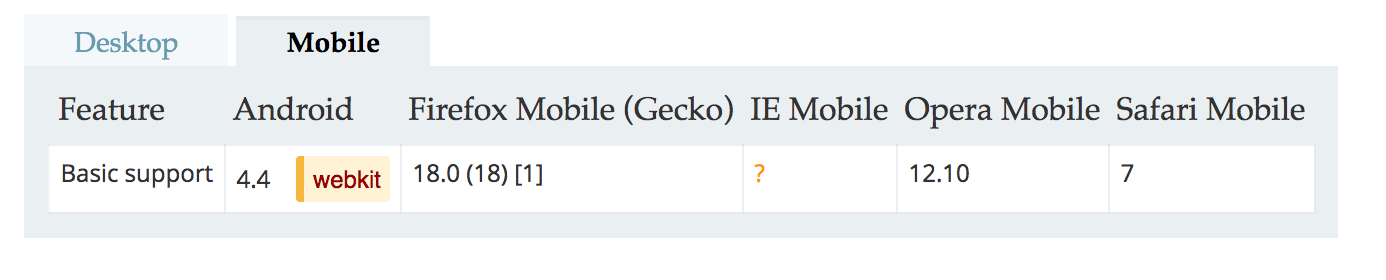 Desktop Mobile
Feature Android Firefox Mobile (Gecko) IE Mobile Opera Mobile Safari Mobile
Basic support 4.4 webkit 18.0 (18) [1] ? 12.10 7